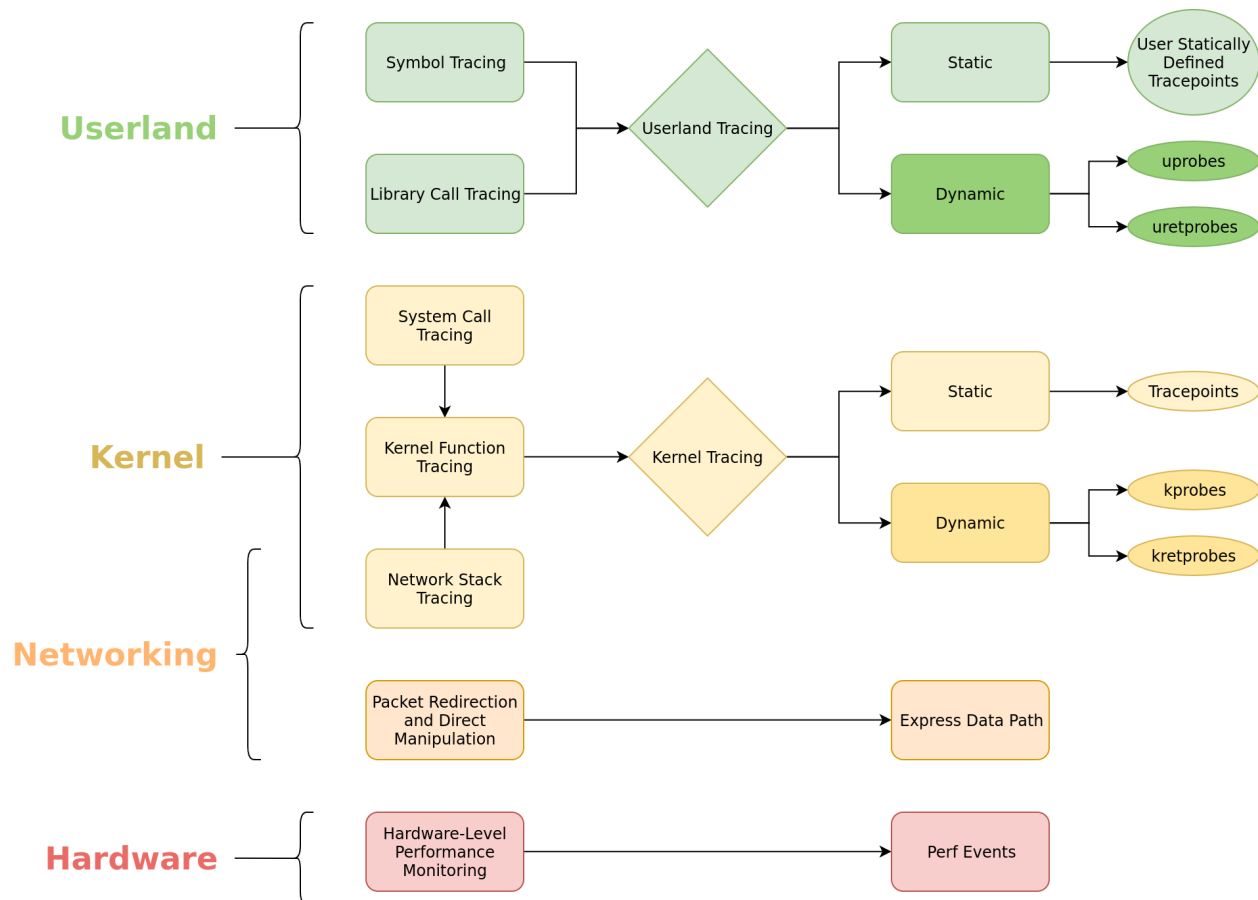 Userland
Symbol Tracing
Library Call Tracing
Userland Tracing
Static
User Statically
Defined
Tracepoints
Dynamic
uprobes
uretprobes
Kernel
System Call
Tracing
Kernel Function
Tracing
Network Stack
Tracing
Kernel Tracing
Static
Tracepoints
Dynamic
kprobes
kretprobes
Networking
Packet Redirection
and Direct
Manipulation
Express Data Path
Hardware
Hardware-Level
Performance
Monitoring
Perf Events